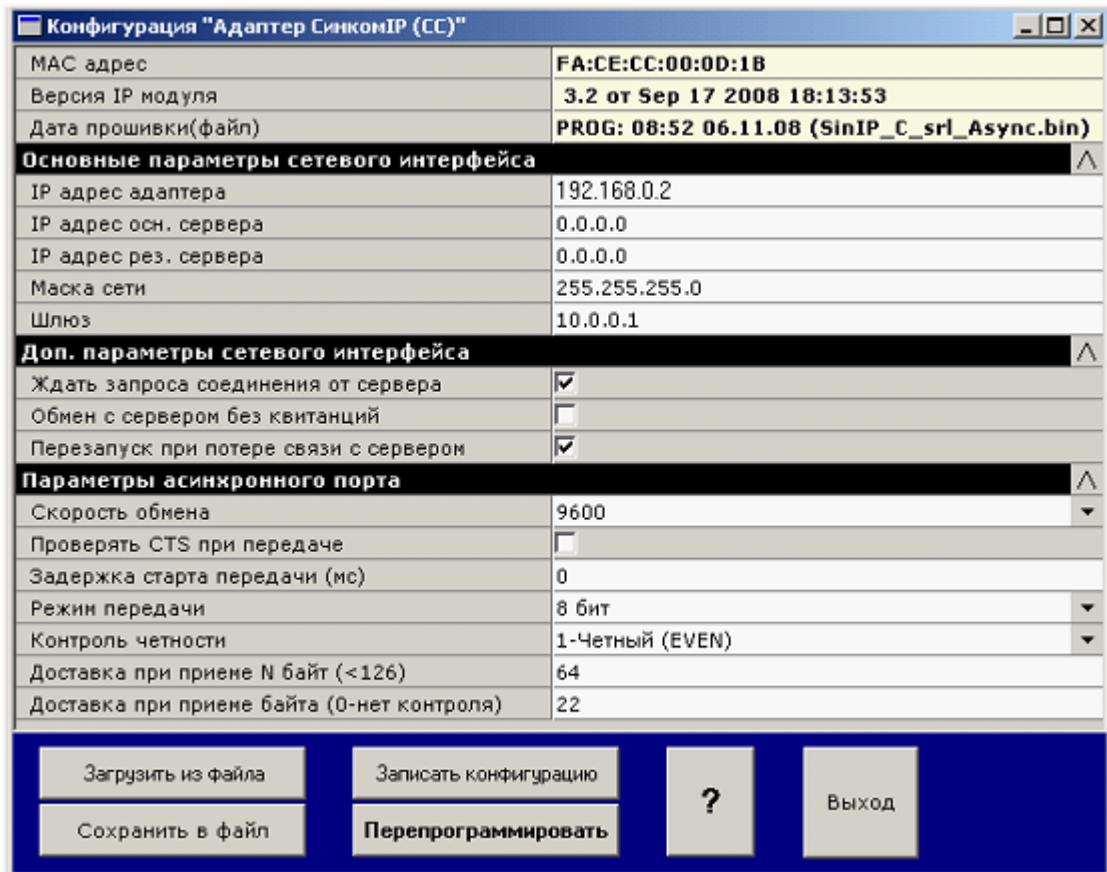 Конфигурация "Адаптер СинкомIP (CC)"
MAC адрес FA:CE:CC:00:0D:1B
Версия IP модуля 3.2 от Sep 17 2008 18:13:53
Дата прошивки(файл) PROG: 08:52 06.11.08 (SinIP_C_srl_Async.bin)
Основные параметры сетевого интерфейса
IP адрес адаптера 192.168.0.2
IP адрес осн. сервера 0.0.0.0
IP адрес рез. сервера 0.0.0.0
Маска сети 255.255.255.0
Шлюз 10.0.0.1
Доп. параметры сетевого интерфейса
Ждать запроса соединения от сервера
Обмен с сервером без квитанций
Перезапуск при потере связи с сервером
Параметры асинхронного порта
Скорость обмена 9600
Проверять CTS при передаче
Задержка старта передачи (мс) 0
Режим передачи 8 бит
Контроль четности 1-Четный (EVEN)
Доставка при приеме N байт (<126) 64
Доставка при приеме байта (0-нет контроля) 22
Загрузить из файла Записать конфигурацию ? Выход
Сохранить в файл Перепрограммировать